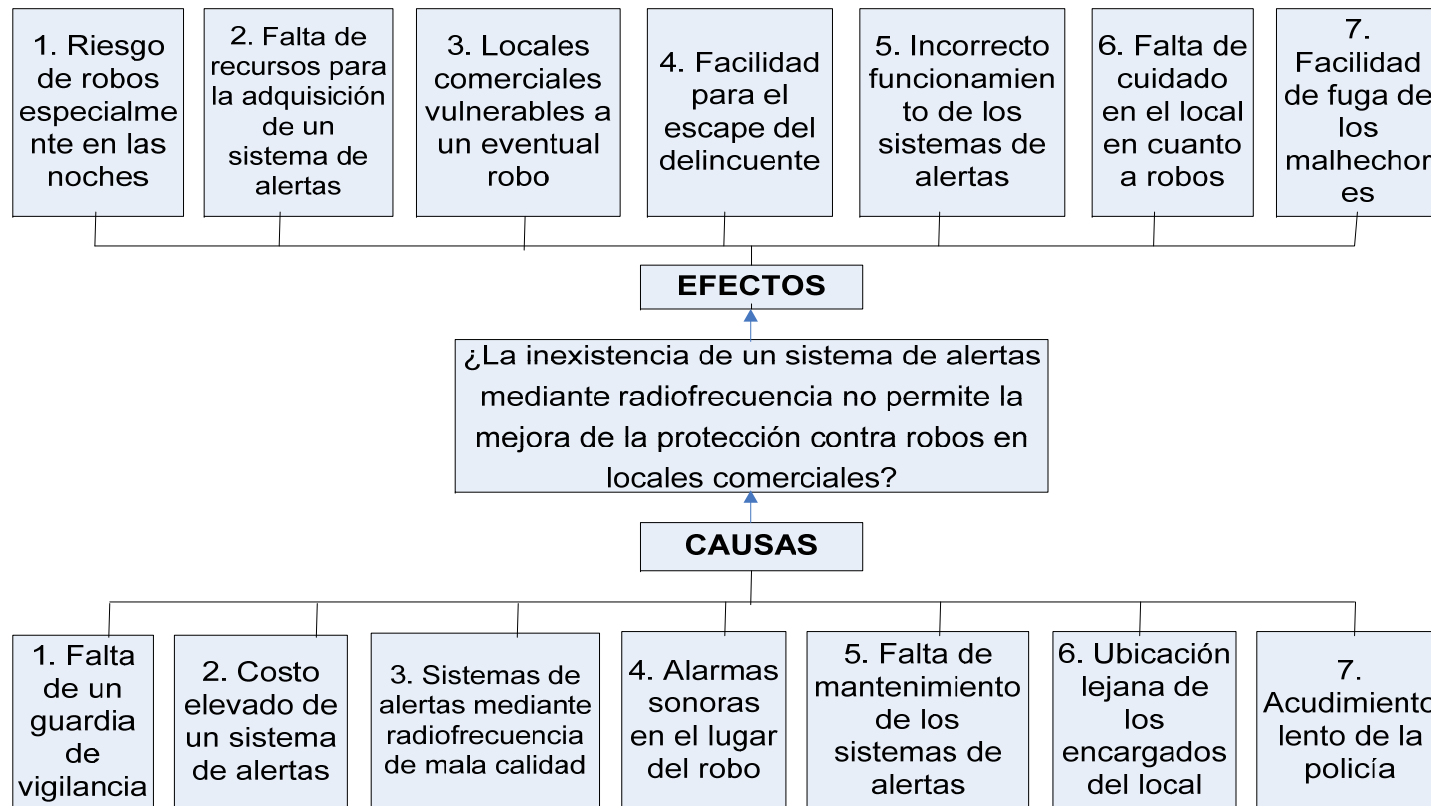 1. Riesgo
de robos
especialme
nte en las
noches
2. Falta de
recursos para
la adquisición
de un
sistema de
alertas
3. Locales
comerciales
vulnerables a
un eventual
robo
4. Facilidad
para el
escape del
delincuente
5. Incorrecto
funcionamien
to de los
sistemas de
alertas
6. Falta de
cuidado
en el local
en cuanto
a robos
7.
Facilidad
de fuga de
los
malhechor
es
EFECTOS
¿La inexistencia de un sistema de alertas
mediante radiofrecuencia no permite la
mejora de la protección contra robos en
locales comerciales?
CAUSAS
1. Falta
de un
guardia
de
vigilancia
2. Costo
elevado de
un sistema
de alertas
3. Sistemas de
alertas mediante
radiofrecuencia
de mala calidad
4. Alarmas
sonoras
en el lugar
del robo
5. Falta de
mantenimiento
de los
sistemas de
alertas
6. Ubicación
lejana de
los
encargados
del local
7.
Acudimiento
lento de la
policía